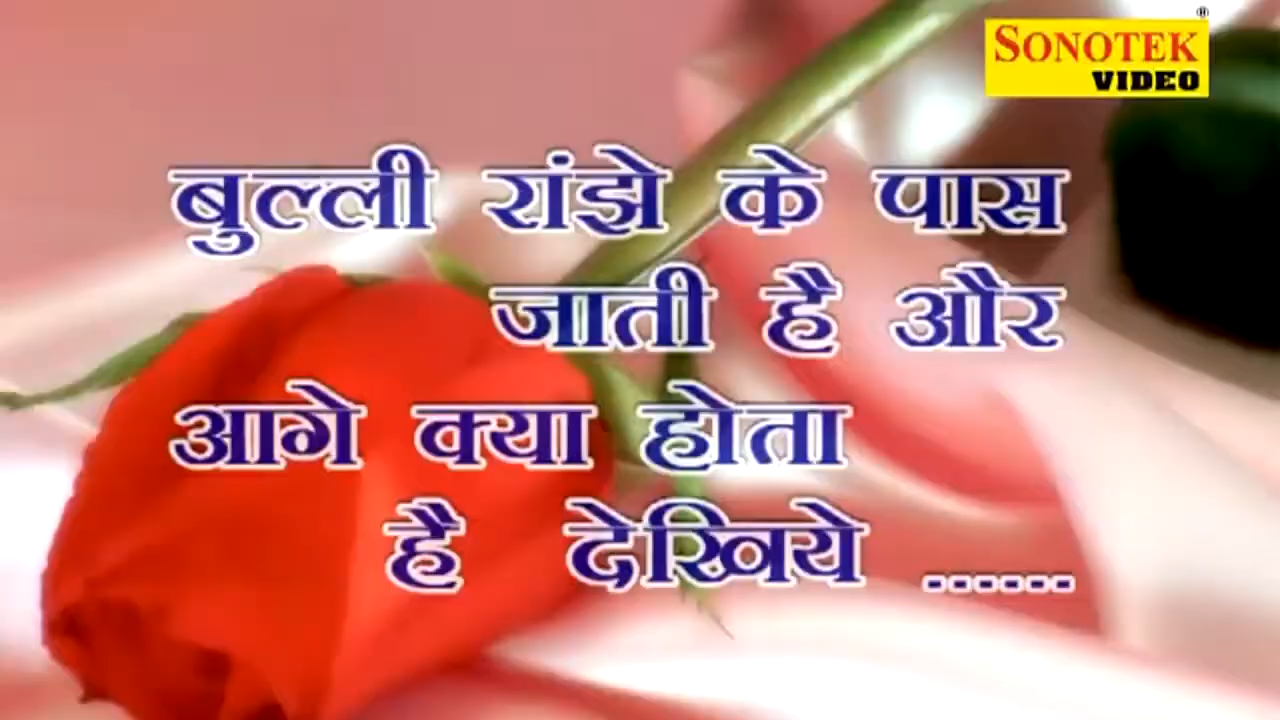 SONOTEK
VIDEO
बुल्ली रांझे के पास
जाती है और
आगे क्या होता
है देखिये ......